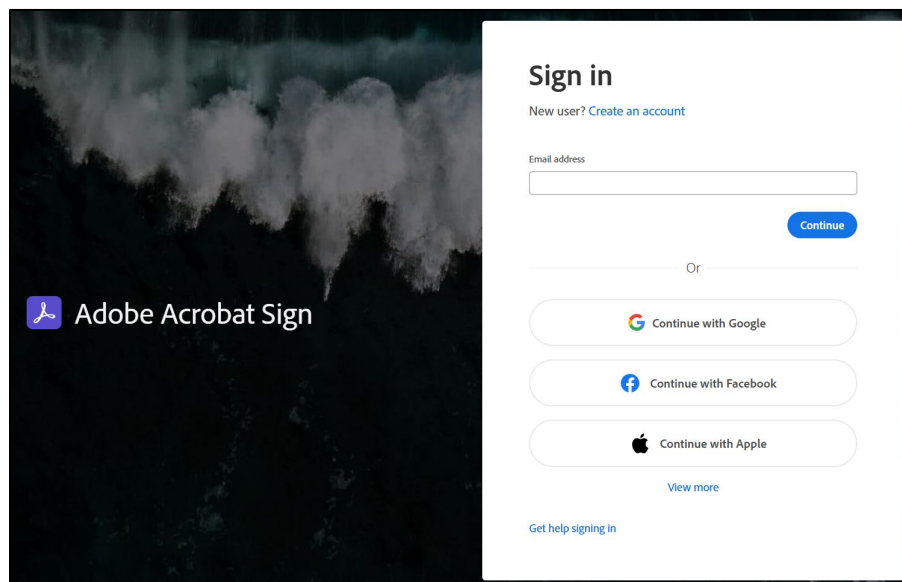 Adobe Acrobat Sign
Sign in
New user? Create an account
Email address
Continue
Or
Continue with Google
Continue with Facebook
Continue with Apple
View more
Get help signing in